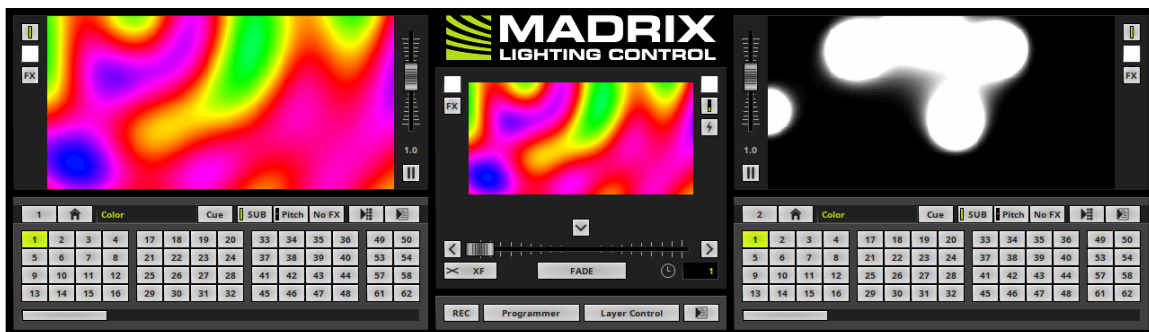 MADRIX
LIGHTING CONTROL
FX
1.0
FX
1.0
FX
1 Color Cue SUB Pitch No FX
1 2 3 4 17 18 19 20 33 34 35 36 49 50
5 6 7 8 21 22 23 24 37 38 39 40 53 54
9 10 11 12 25 26 27 28 41 42 43 44 57 58
13 14 15 16 29 30 31 32 45 46 47 48 61 62
XF FADE 1
REC Programmer Layer Control
2 Color Cue SUB Pitch No FX
1 2 3 4 17 18 19 20 33 34 35 36 49 50
5 6 7 8 21 22 23 24 37 38 39 40 53 54
9 10 11 12 25 26 27 28 41 42 43 44 57 58
13 14 15 16 29 30 31 32 45 46 47 48 61 62